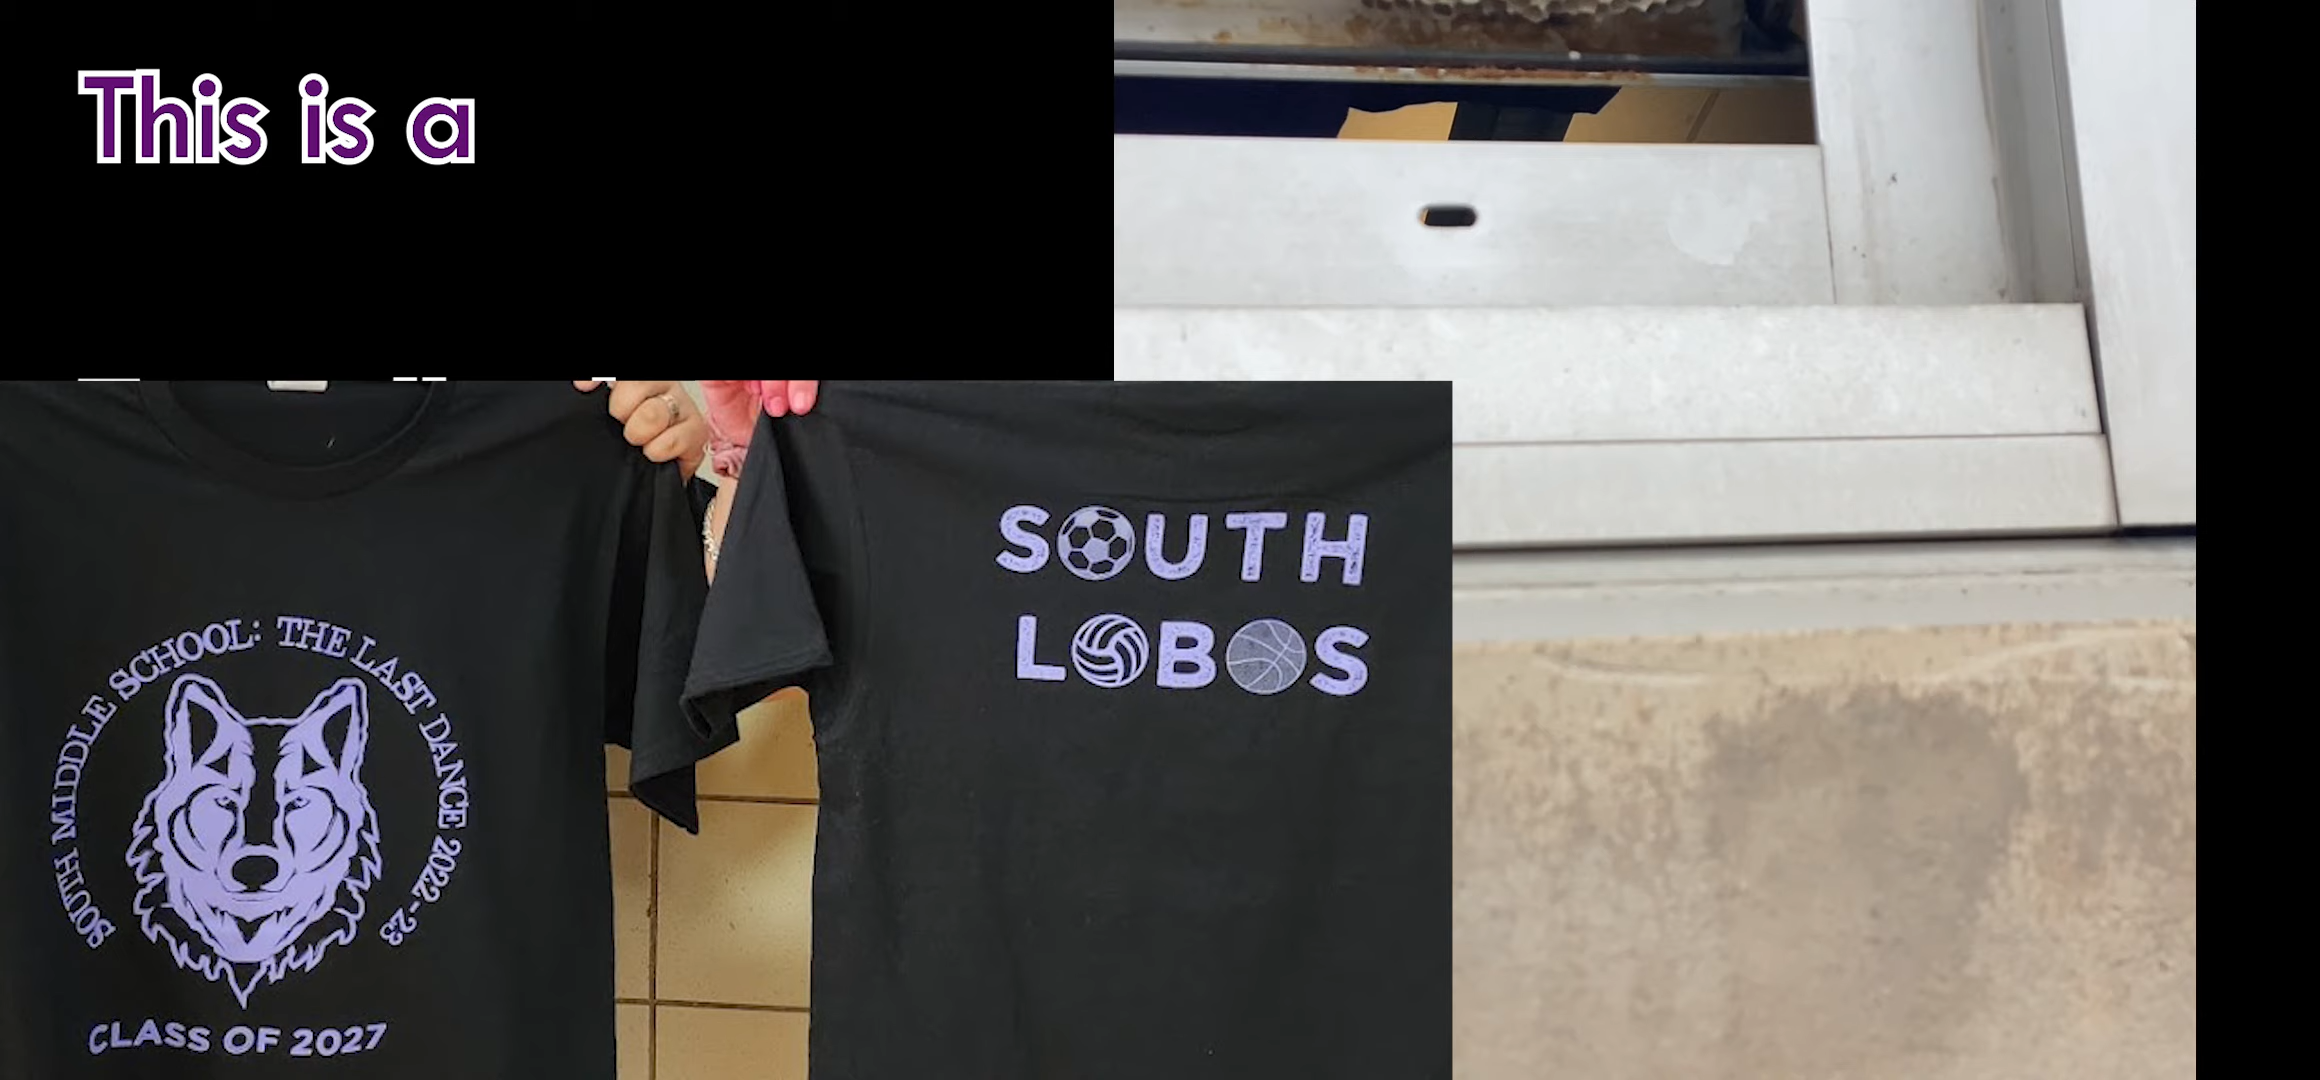 This is a
SOUTH MIDDLE SCHOOL: THE LAST DANCE 2022-23
CLASS OF 2027
SOUTH
LOBOS